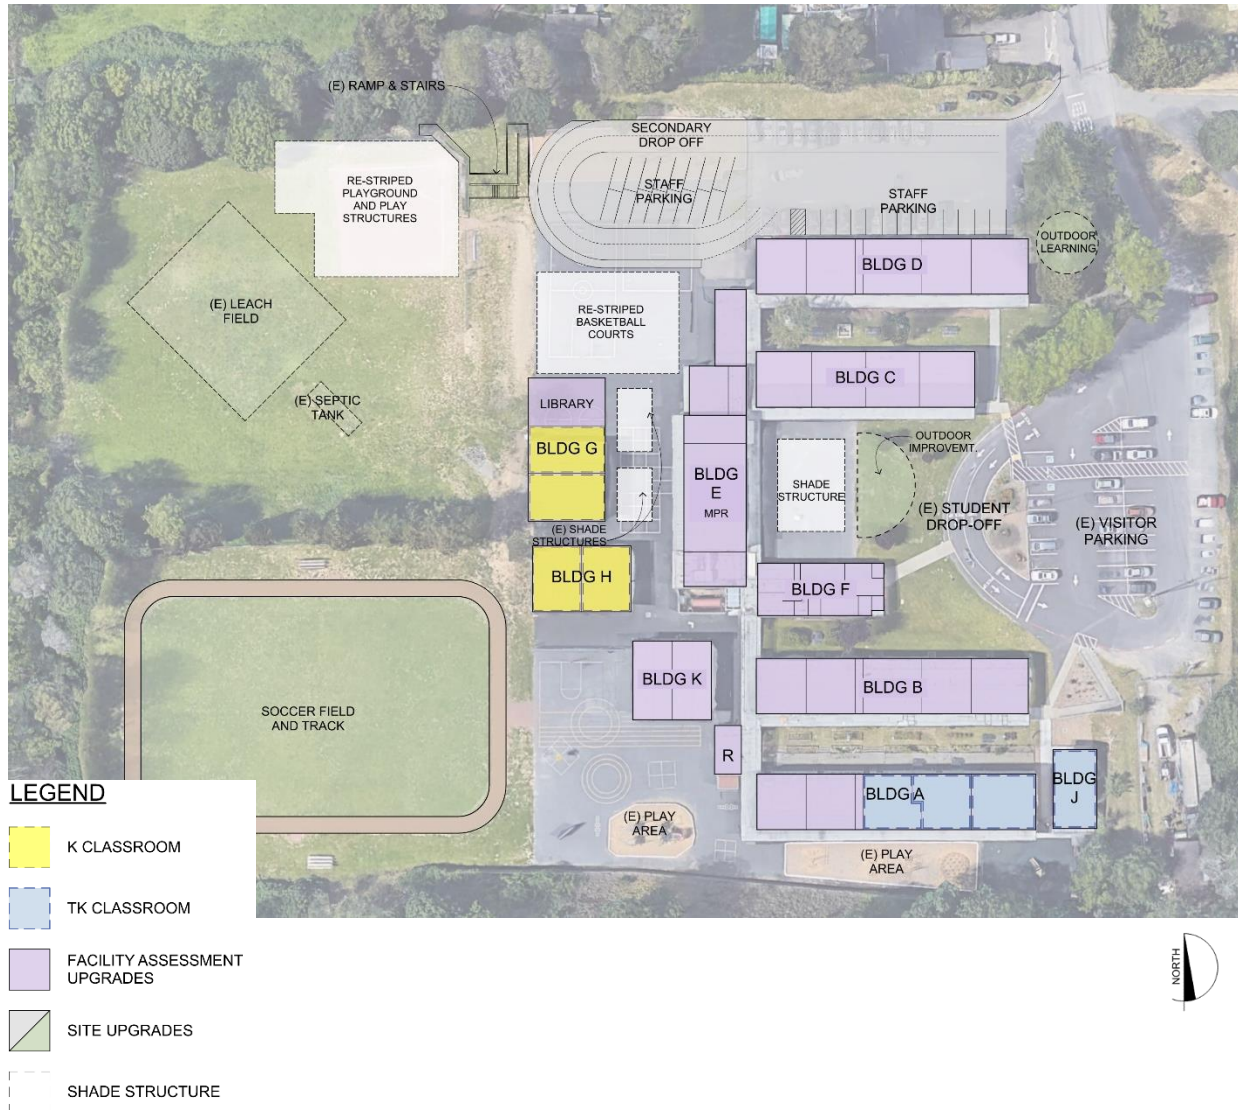 (E) RAMP & STAIRS
SECONDARY
DROP OFF
RE-STRIPED
PLAYGROUND
AND PLAY
STRUCTURES
STAFF
PARKING
STAFF
PARKING
OUTDOOR
LEARNING
BLDG D
(E) LEACH
FIELD
RE-STRIPED
BASKETBALL
COURTS
BLDG C
(E) SEPTIC
TANK
LIBRARY
BLDG G
OUTDOOR
IMPROVEMT.
BLDG
E
MPR
SHADE
STRUCTURE
(E) STUDENT
DROP-OFF
(E) VISITOR
PARKING
(E) SHADE
STRUCTURES
BLDG H
BLDG F
BLDG K
BLDG B
SOCCER FIELD
AND TRACK
R
BLDG A
BLDG
J
(E) PLAY
AREA
(E) PLAY
AREA
LEGEND
K CLASSROOM
TK CLASSROOM
FACILITY ASSESSMENT
UPGRADES
SITE UPGRADES
SHADE STRUCTURE
NORTH